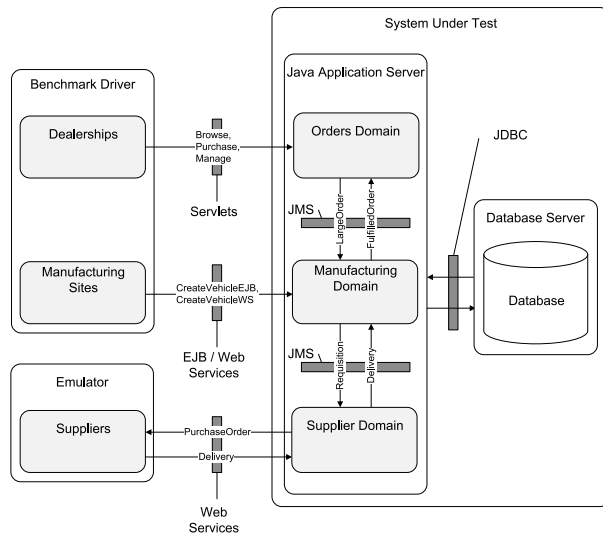 System Under Test
Java Application Server
Benchmark Driver
Dealerships
Browse,
Purchase,
Manage
Servlets
Orders Domain
JDBC
JMS
LargeOrder
FulfilledOrder
Database Server
Database
Manufacturing
Sites
CreateVehicleEJB,
CreateVehicleWS
EJB / Web
Services
Manufacturing
Domain
JMS
Requisition
Delivery
Emulator
Suppliers
PurchaseOrder
Delivery
Web
Services
Supplier Domain